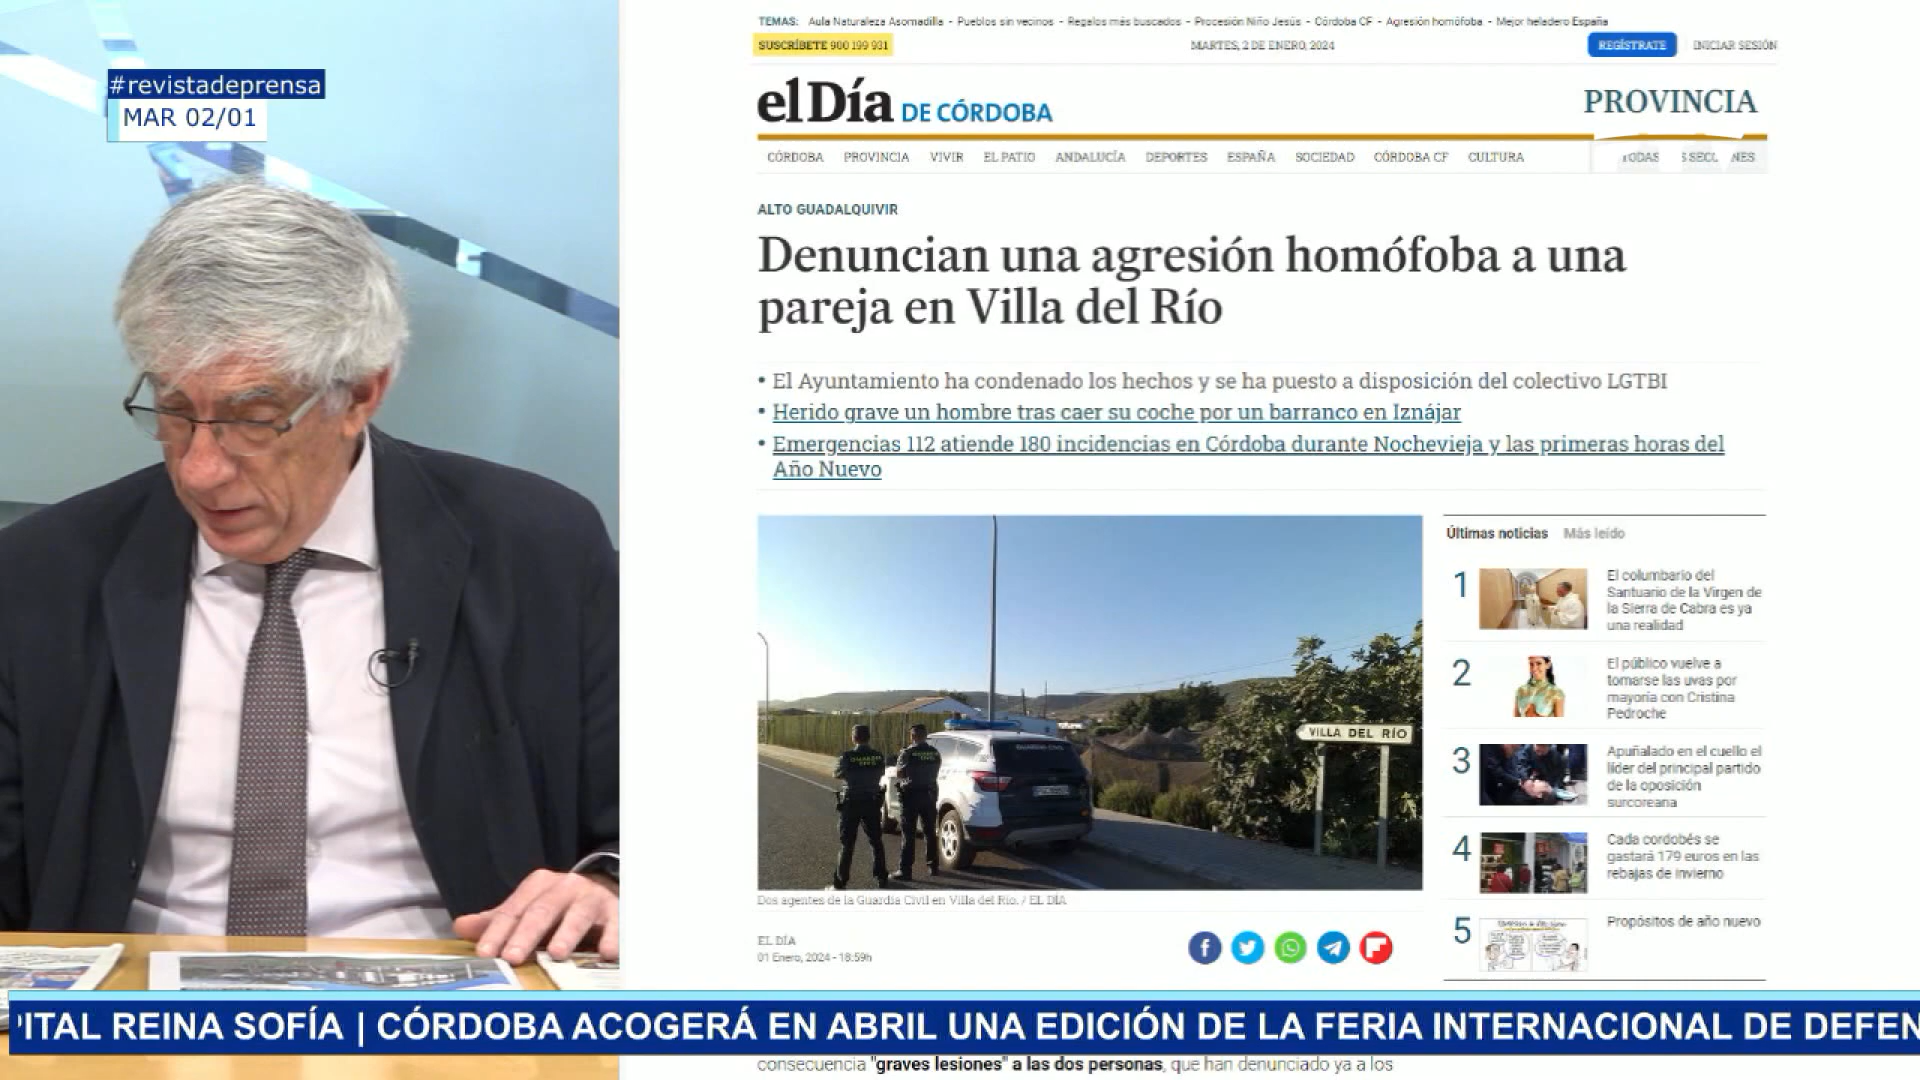 #revistadeprensa
MAR 02/01
TEMAS: Aula Naturaleza Asomadilla - Pueblos sin vecinos - Regalos más buscados - Procesión Niño Jesús - Córdoba CF - Agresión homófoba - Mejor heladero España
SUSCRÍBETE 900 199 931
MARTES, 2 DE ENERO, 2024
REGÍSTRATE
INICIAR SESIÓN
el Día DE CÓRDOBA
PROVINCIA
CÓRDOBA PROVINCIA VIVIR EL PATIO ANDALUCÍA DEPORTES ESPAÑA SOCIEDAD CÓRDOBA CF CULTURA
ALTO GUADALQUIVIR
Denuncian una agresión homófoba a una
pareja en Villa del Río
• El Ayuntamiento ha condenado los hechos y se ha puesto a disposición del colectivo LGTBI
• Herido grave un hombre tras caer su coche por un barranco en Iznájar
• Emergencias 112 atiende 180 incidencias en Córdoba durante Nochevieja y las primeras horas del
Año Nuevo
VILLA DEL RÍO
Dos agentes de la Guardia Civil en Villa del Río. / EL DÍA
EL DÍA
01 Enero, 2024 - 18:59h
Últimas noticias Más leído
1
El columbario del
Santuario de la Virgen de
la Sierra de Cabra es ya
una realidad
2
El público vuelve a
tomarse las uvas por
mayoría con Cristina
Pedroche
3
Apuñalado en el cuello el
líder del principal partido
de la oposición
surcoreana
4
Cada cordobés se
gastará 179 euros en las
rebajas de invierno
5
Propósitos de año nuevo
PITAL REINA SOFÍA | CÓRDOBA ACOGERÁ EN ABRIL UNA EDICIÓN DE LA FERIA INTERNACIONAL DE DEFEN
consecuencia "graves lesiones" a las dos personas, que han denunciado ya a los